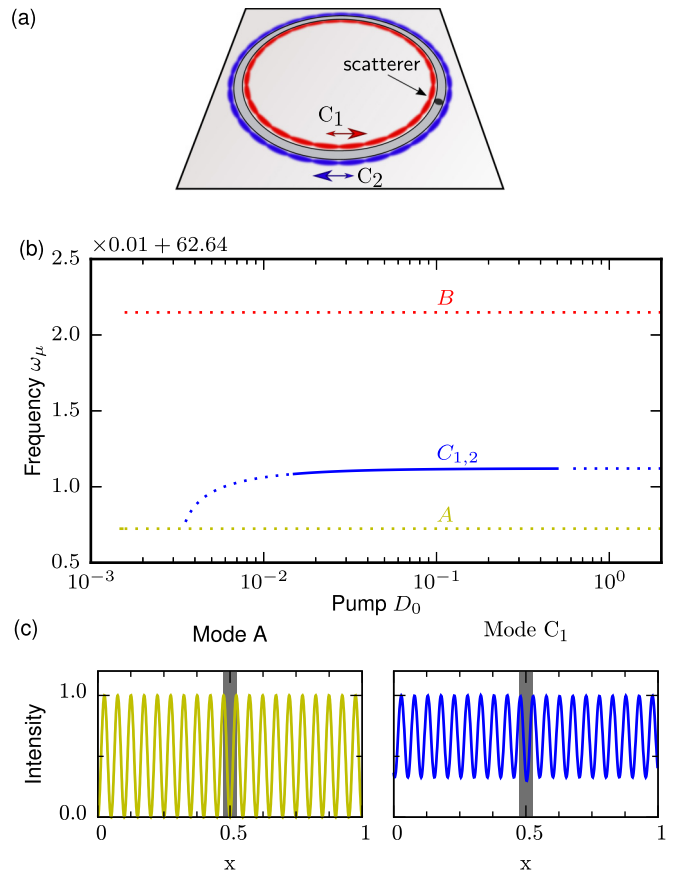 (a)
scatterer
C₁
C₂
(b)
×0.01 + 62.64
2.5
2.0
1.5
1.0
0.5
Frequency ω_μ
B
C₁,₂
A
10⁻³ 10⁻² 10⁻¹ 10⁰
Pump D₀
(c)
Mode A Mode C₁
Intensity
1.0
0.0
0 0.5 1 0 0.5 1
x x